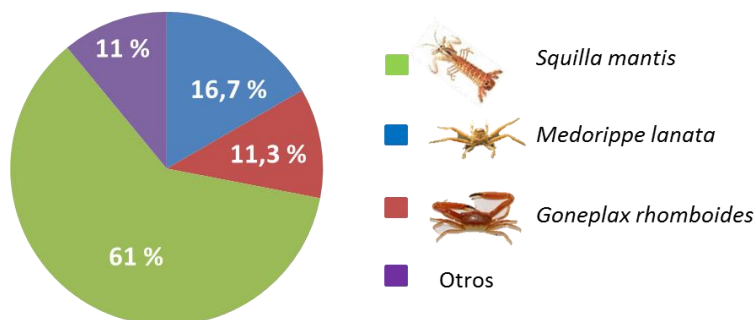 11 %
16,7 %
11,3 %
61 %
Squilla mantis
Medorippe lanata
Goneplax rhomboides
Otros